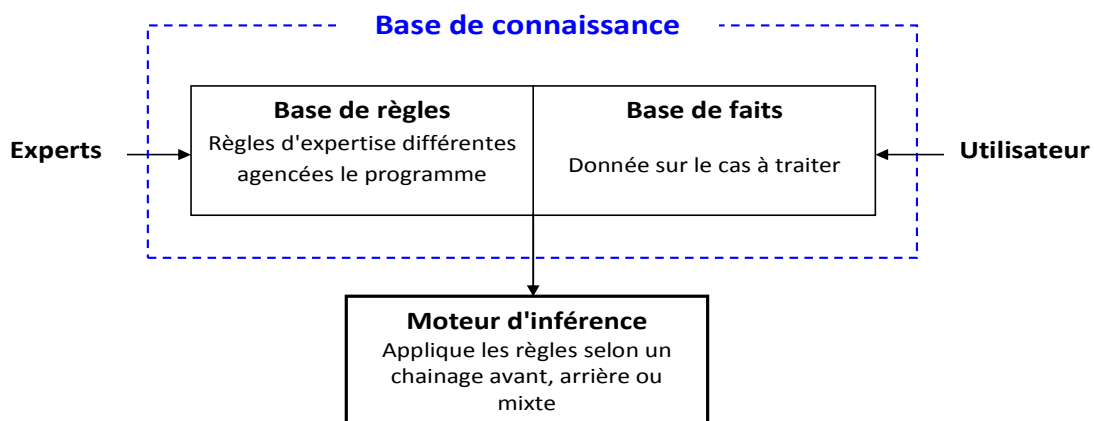 Base de connaissance
Base de règles
Règles d'expertise différentes
agencées le programme
Base de faits
Donnée sur le cas à traiter
Experts
Utilisateur
Moteur d'inférence
Applique les règles selon un
chainage avant, arrière ou
mixte